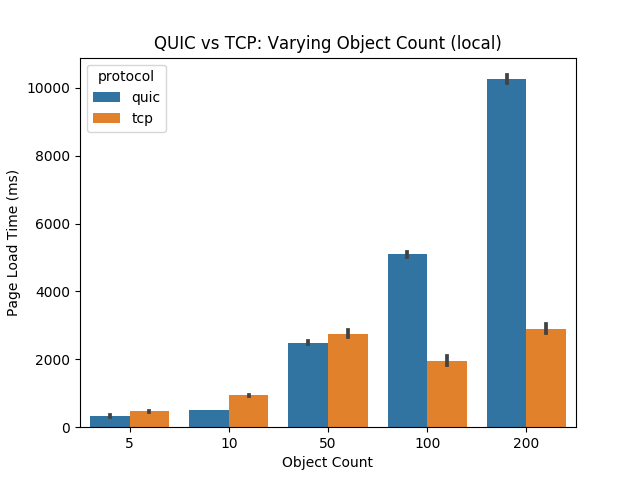 QUIC vs TCP: Varying Object Count (local)
protocol
quic
tcp
Page Load Time (ms)
10000
8000
6000
4000
2000
0
5 10 50 100 200
Object Count